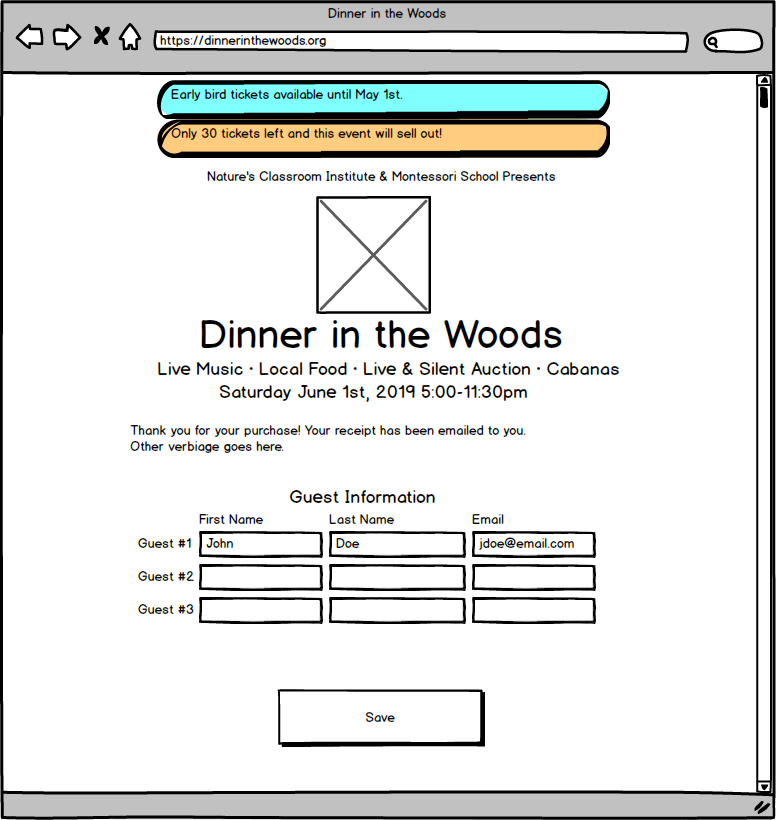 Dinner in the Woods
https://dinnerinthewoods.org
Early bird tickets available until May 1st.
Only 30 tickets left and this event will sell out!
Nature's Classroom Institute & Montessori School Presents
Dinner in the Woods
Live Music · Local Food · Live & Silent Auction · Cabanas
Saturday June 1st, 2019 5:00-11:30pm
Thank you for your purchase! Your receipt has been emailed to you.
Other verbiage goes here.
Guest Information
First Name Last Name Email
Guest #1 John Doe jdoe@email.com
Guest #2
Guest #3
Save